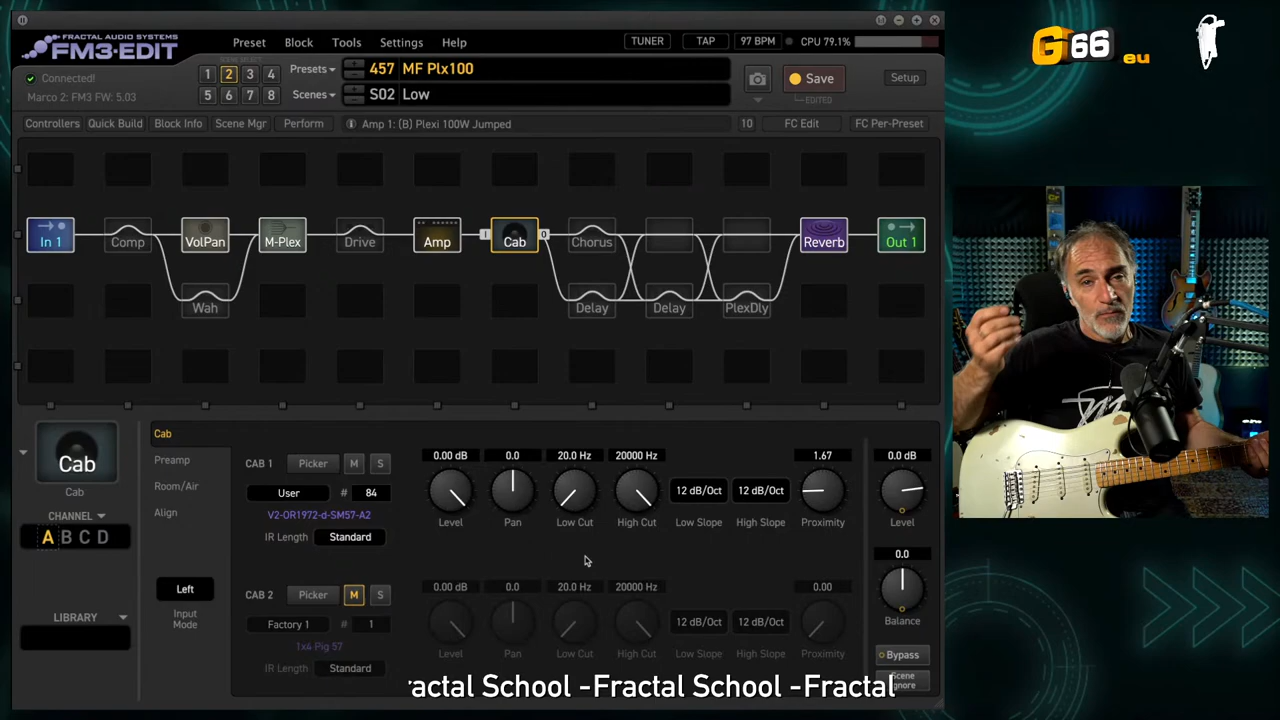 FRACTAL AUDIO SYSTEMS
FM3-EDIT
Preset Block Tools Settings Help
TUNER TAP 97 BPM CPU 79.1%
Connected!
Marco 2: FM3 FW: 5.03
SCENE SELECT
1 2 3 4
5 6 7 8
Presets 457 MF Plx100
Scenes S02 Low
Save
EDITED
Setup
Controllers Quick Build Block Info Scene Mgr Perform
Amp 1: (B) Plexi 100W Jumped
10 FC Edit FC Per-Preset
In 1 Comp VolPan M-Plex Drive Amp I Cab O Chorus Reverb Out 1
Wah Delay Delay PlexDly
Cab
Cab
CHANNEL
A B C D
LIBRARY
Cab
Preamp
Room/Air
Align
Left
Input
Mode
CAB 1 Picker M S
User # 84
V2-OR1972-d-SM57-A2
IR Length Standard
0.00 dB 0.0 20.0 Hz 20000 Hz 1.67
12 dB/Oct 12 dB/Oct
Level Pan Low Cut High Cut Low Slope High Slope Proximity
CAB 2 Picker M S
Factory 1 # 1
1x4 Pig 57
IR Length Standard
0.00 dB 0.0 20.0 Hz 20000 Hz 0.00
12 dB/Oct 12 dB/Oct
Level Pan Low Cut High Cut Low Slope High Slope Proximity
0.0 dB
Level
0.0
Balance
Bypass
Scene
Ignore
ractal School -Fractal School -Fractal
G66
eu